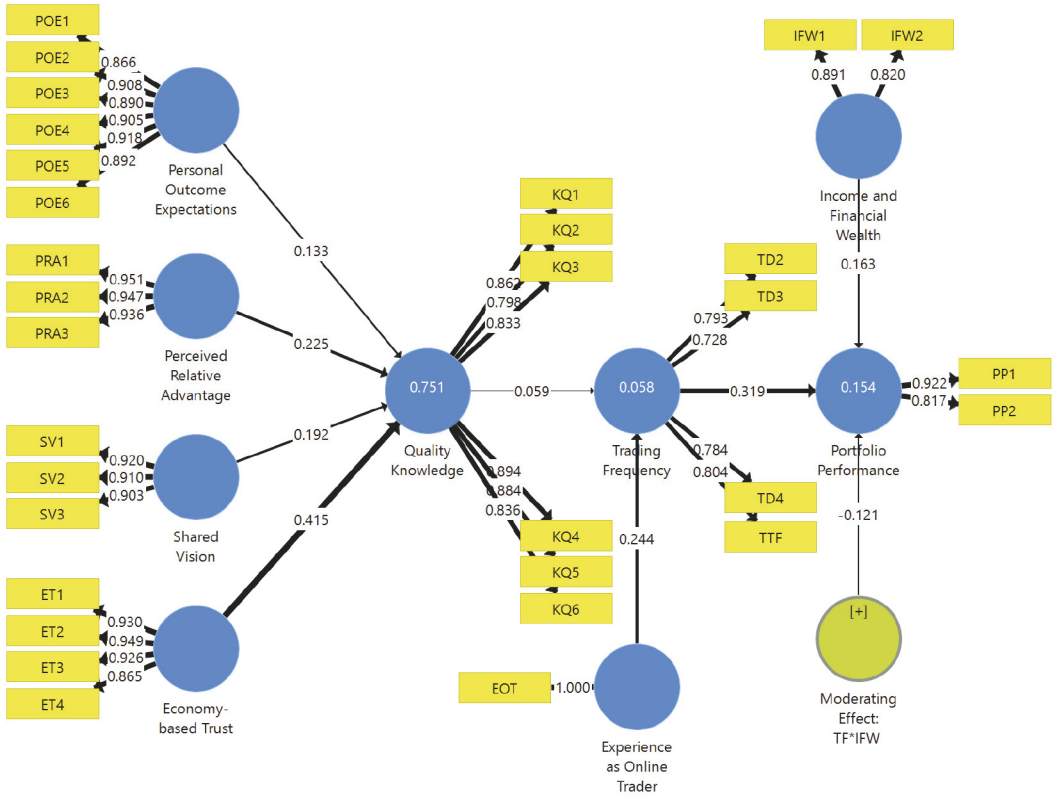 POE1
POE2
POE3
POE4
POE5
POE6
0.866
0.908
0.890
0.905
0.918
0.892
Personal
Outcome
Expectations
PRA1
PRA2
PRA3
0.951
0.947
0.936
Perceived
Relative
Advantage
SV1
SV2
SV3
0.920
0.910
0.903
Shared
Vision
ET1
ET2
ET3
ET4
0.930
0.949
0.926
0.865
Economy-
based Trust
0.133
0.225
0.192
0.415
KQ1
KQ2
KQ3
0.862
0.798
0.833
0.751
Quality
Knowledge
0.894
0.884
0.836
KQ4
KQ5
KQ6
0.059
EOT
1.000
Experience
as Online
Trader
0.244
TD2
TD3
0.793
0.728
0.058
Trading
Frequency
0.784
0.804
TD4
TTF
0.319
IFW1
IFW2
0.891
0.820
Income and
Financial
Wealth
0.163
0.154
Portfolio
Performance
0.922
0.817
PP1
PP2
-0.121
[+]
Moderating
Effect:
TF*IFW